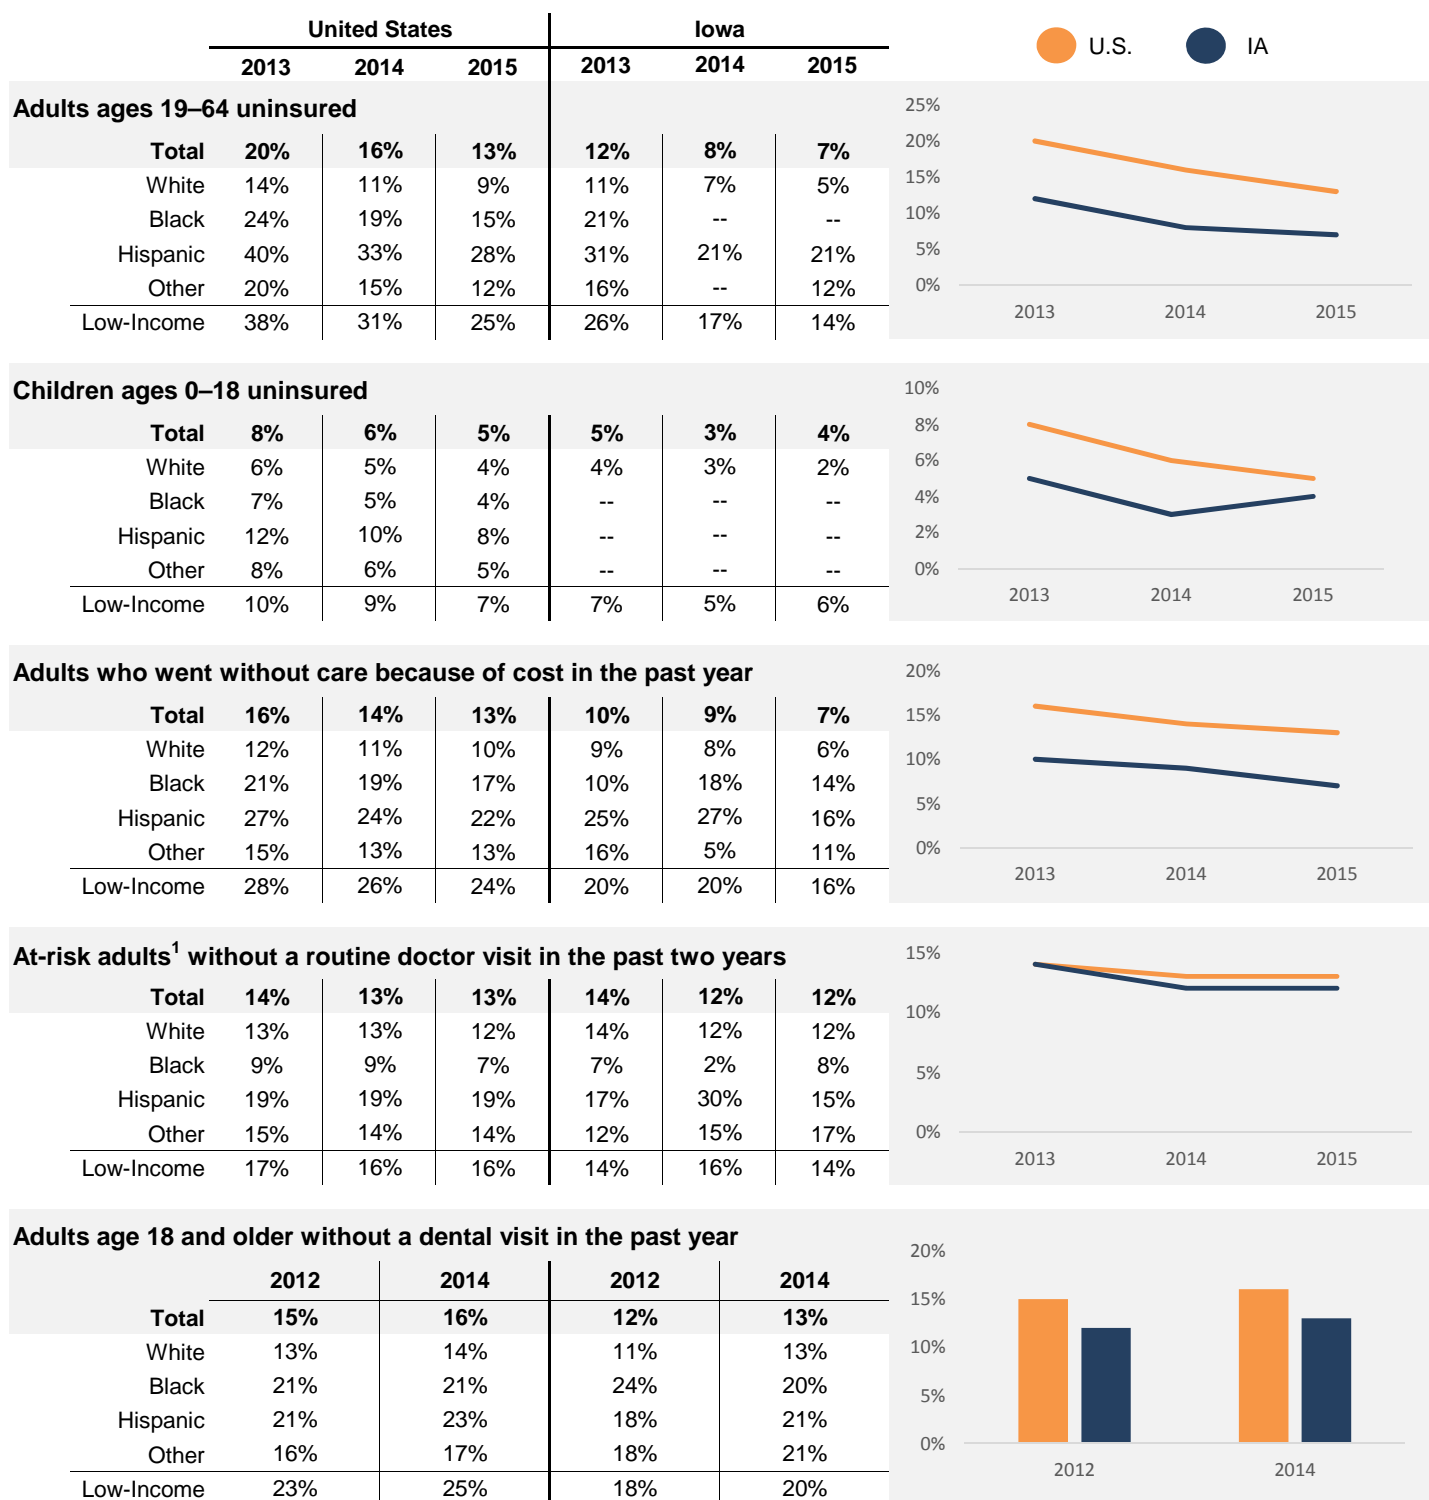 United States Iowa
2013 2014 2015 2013 2014 2015
U.S. IA
Adults ages 19–64 uninsured
Total 20% 16% 13% 12% 8% 7%
White 14% 11% 9% 11% 7% 5%
Black 24% 19% 15% 21% -- --
Hispanic 40% 33% 28% 31% 21% 21%
Other 20% 15% 12% 16% -- 12%
Low-Income 38% 31% 25% 26% 17% 14%
25%
20%
15%
10%
5%
0%
2013 2014 2015
Children ages 0–18 uninsured
Total 8% 6% 5% 5% 3% 4%
White 6% 5% 4% 4% 3% 2%
Black 7% 5% 4% -- -- --
Hispanic 12% 10% 8% -- -- --
Other 8% 6% 5% -- -- --
Low-Income 10% 9% 7% 7% 5% 6%
10%
8%
6%
4%
2%
0%
2013 2014 2015
Adults who went without care because of cost in the past year
Total 16% 14% 13% 10% 9% 7%
White 12% 11% 10% 9% 8% 6%
Black 21% 19% 17% 10% 18% 14%
Hispanic 27% 24% 22% 25% 27% 16%
Other 15% 13% 13% 16% 5% 11%
Low-Income 28% 26% 24% 20% 20% 16%
20%
15%
10%
5%
0%
2013 2014 2015
At-risk adults1 without a routine doctor visit in the past two years
Total 14% 13% 13% 14% 12% 12%
White 13% 13% 12% 14% 12% 12%
Black 9% 9% 7% 7% 2% 8%
Hispanic 19% 19% 19% 17% 30% 15%
Other 15% 14% 14% 12% 15% 17%
Low-Income 17% 16% 16% 14% 16% 14%
15%
10%
5%
0%
2013 2014 2015
Adults age 18 and older without a dental visit in the past year
2012 2014 2012 2014
Total 15% 16% 12% 13%
White 13% 14% 11% 13%
Black 21% 21% 24% 20%
Hispanic 21% 23% 18% 21%
Other 16% 17% 18% 21%
Low-Income 23% 25% 18% 20%
20%
15%
10%
5%
0%
2012 2014